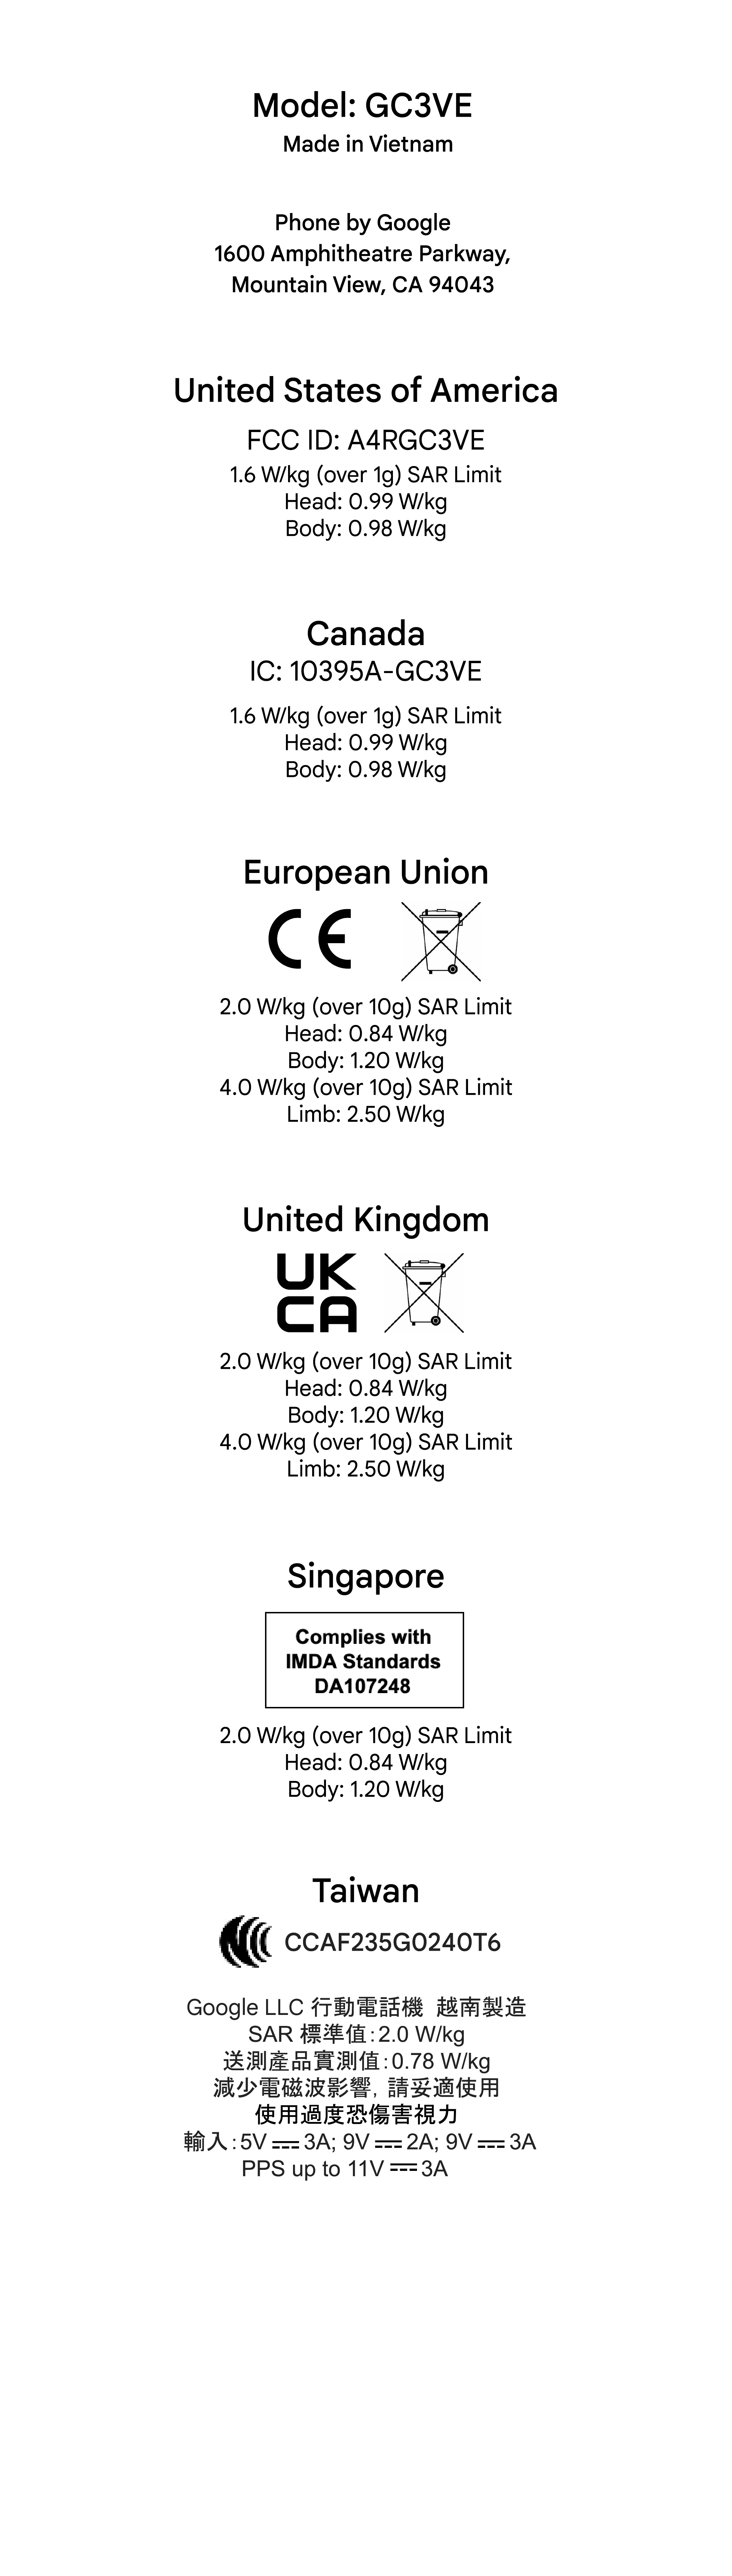 Model: GC3VE
Made in Vietnam
Phone by Google
1600 Amphitheatre Parkway,
Mountain View, CA 94043
United States of America
FCC ID: A4RGC3VE
1.6 W/kg (over 1g) SAR Limit
Head: 0.99 W/kg
Body: 0.98 W/kg
Canada
IC: 10395A-GC3VE
1.6 W/kg (over 1g) SAR Limit
Head: 0.99 W/kg
Body: 0.98 W/kg
European Union
CE
2.0 W/kg (over 10g) SAR Limit
Head: 0.84 W/kg
Body: 1.20 W/kg
4.0 W/kg (over 10g) SAR Limit
Limb: 2.50 W/kg
United Kingdom
UK
CA
2.0 W/kg (over 10g) SAR Limit
Head: 0.84 W/kg
Body: 1.20 W/kg
4.0 W/kg (over 10g) SAR Limit
Limb: 2.50 W/kg
Singapore
Complies with
IMDA Standards
DA107248
2.0 W/kg (over 10g) SAR Limit
Head: 0.84 W/kg
Body: 1.20 W/kg
Taiwan
CCAF235G0240T6
Google LLC 行動電話機 越南製造
SAR 標準值:2.0 W/kg
送測產品實測值:0.78 W/kg
減少電磁波影響, 請妥適使用
使用過度恐傷害視力
輸入:5V ⎓ 3A; 9V ⎓ 2A; 9V ⎓ 3A
PPS up to 11V ⎓ 3A